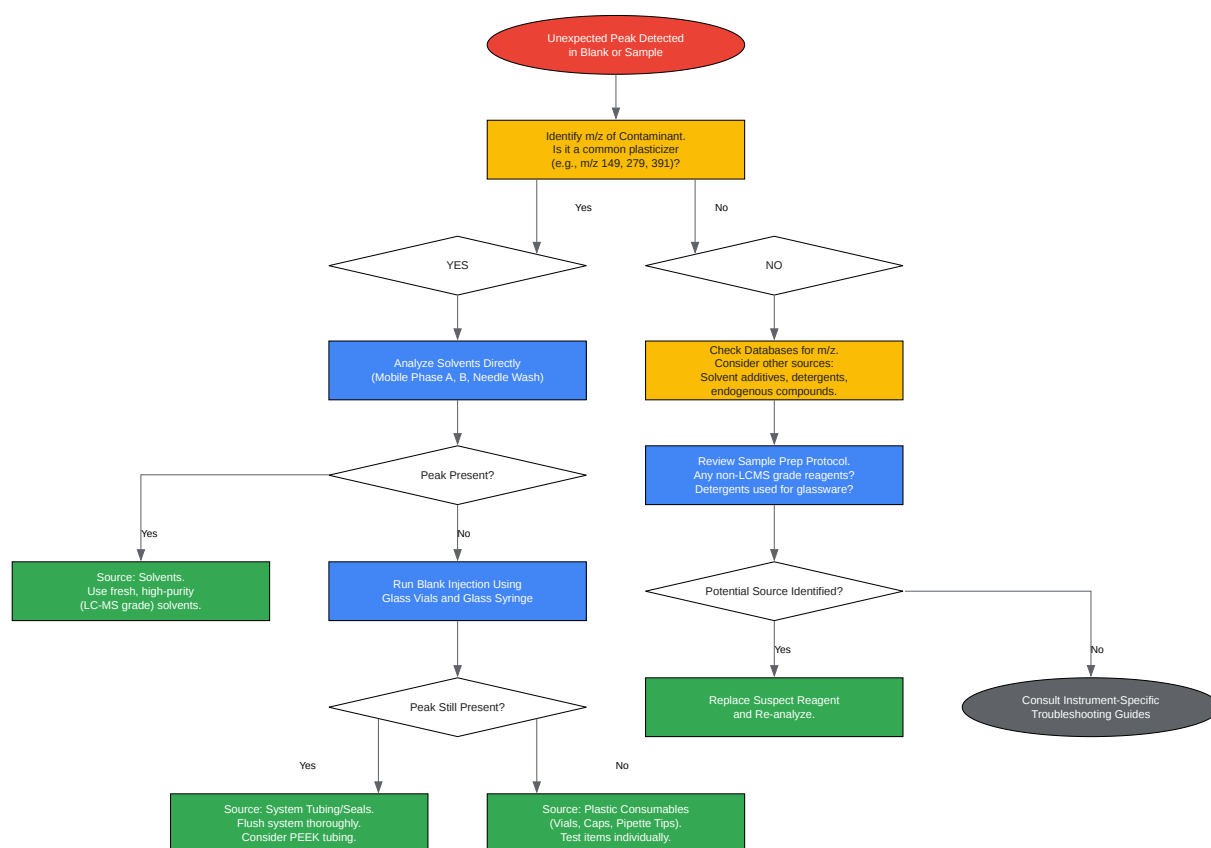 Unexpected Peak Detected
in Blank or Sample
Identify m/z of Contaminant.
Is it a common plasticizer
(e.g., m/z 149, 279, 391)?
Yes
No
YES
NO
Analyze Solvents Directly
(Mobile Phase A, B, Needle Wash)
Check Databases for m/z.
Consider other sources:
Solvent additives, detergents,
endogenous compounds.
Peak Present?
Review Sample Prep Protocol.
Any non-LCMS grade reagents?
Detergents used for glassware?
Yes
No
Source: Solvents.
Use fresh, high-purity
(LC-MS grade) solvents.
Run Blank Injection Using
Glass Vials and Glass Syringe
Potential Source Identified?
Yes
No
Peak Still Present?
Replace Suspect Reagent
and Re-analyze.
Consult Instrument-Specific
Troubleshooting Guides
Yes
No
Source: System Tubing/Seals.
Flush system thoroughly.
Consider PEEK tubing.
Source: Plastic Consumables
(Vials, Caps, Pipette Tips).
Test items individually.